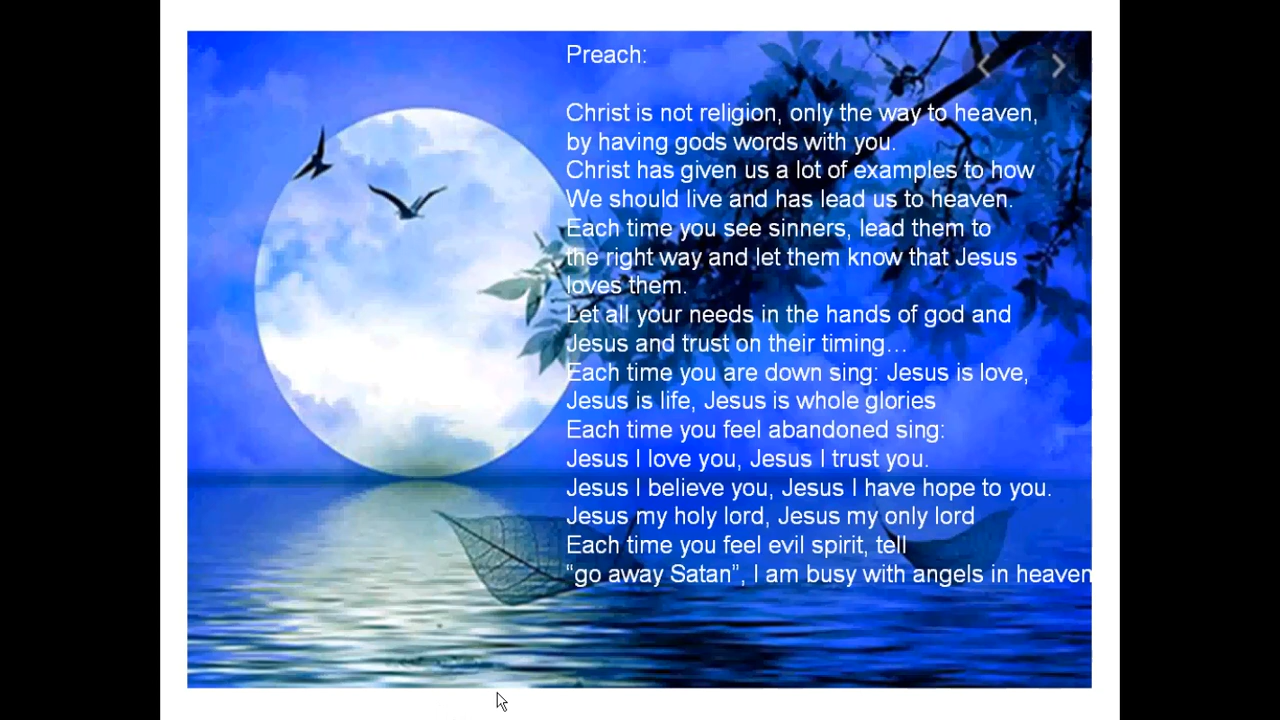 Preach:
Christ is not religion, only the way to heaven,
by having gods words with you.
Christ has given us a lot of examples to how
We should live and has lead us to heaven.
Each time you see sinners, lead them to
the right way and let them know that Jesus
loves them.
Let all your needs in the hands of god and
Jesus and trust on their timing…
Each time you are down sing: Jesus is love,
Jesus is life, Jesus is whole glories
Each time you feel abandoned sing:
Jesus I love you, Jesus I trust you.
Jesus I believe you, Jesus I have hope to you.
Jesus my holy lord, Jesus my only lord
Each time you feel evil spirit, tell
“go away Satan”, I am busy with angels in heaven